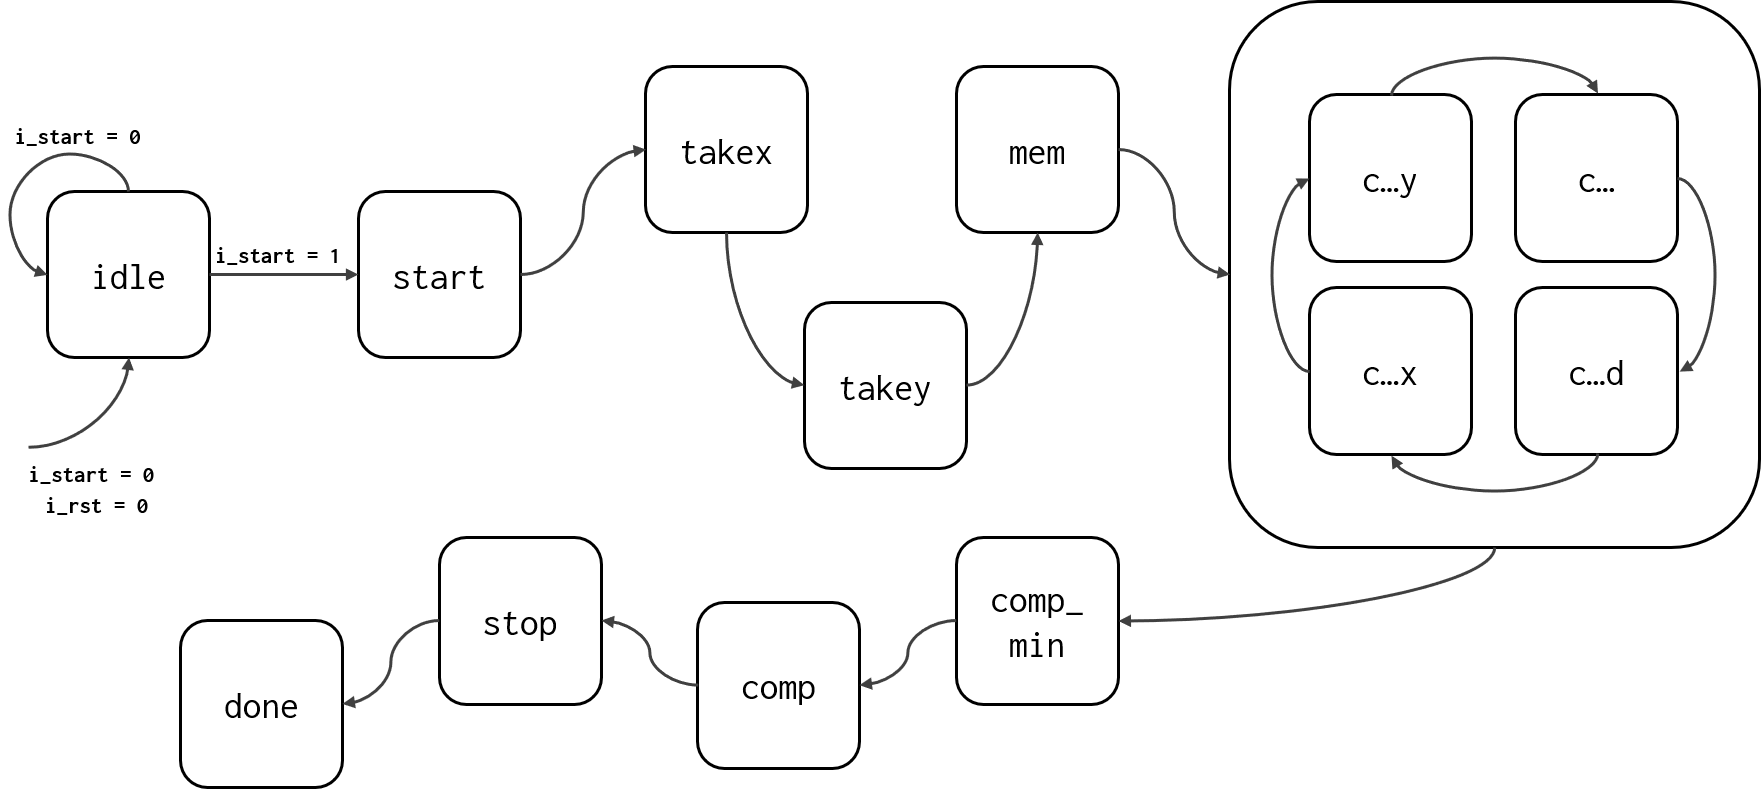 i_start = 0
idle
i_start = 1
start
takex
takey
mem
c…y
c…
c…x
c…d
i_start = 0
i_rst = 0
comp_
min
comp
stop
done